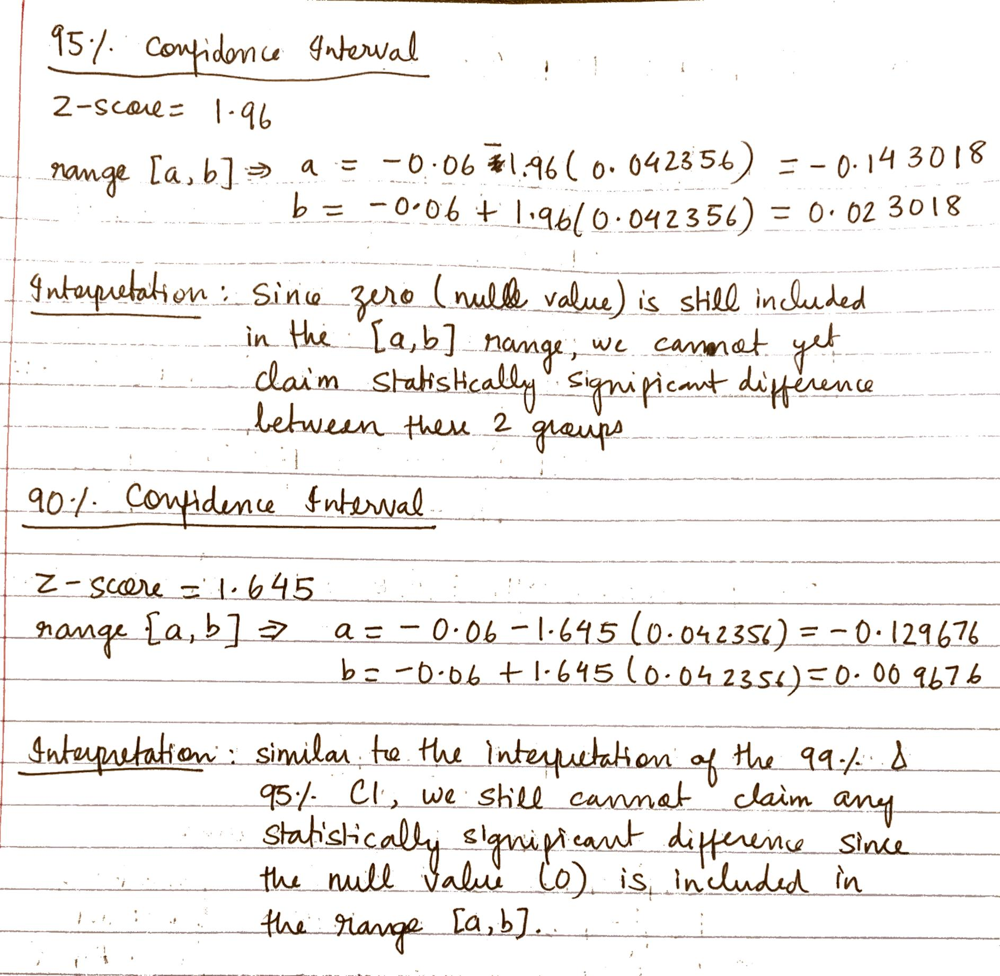 95% Confidence Interval
Z-score = 1.96
range [a, b] ⇒ a = -0.06 - 1.96(0.042356) = -0.143018
b = -0.06 + 1.96(0.042356) = 0.023018
Interpretation: Since zero (null value) is still included
in the [a,b] range, we cannot yet
claim statistically significant difference
between these 2 groups
90% Confidence Interval
Z-score = 1.645
range [a, b] ⇒ a = -0.06 - 1.645 (0.042356) = -0.129676
b = -0.06 + 1.645 (0.042356) = 0.009676
Interpretation: similar to the interpretation of the 99% &
95% CI, we still cannot claim any
statistically significant difference since
the null value (0) is included in
the range [a,b].